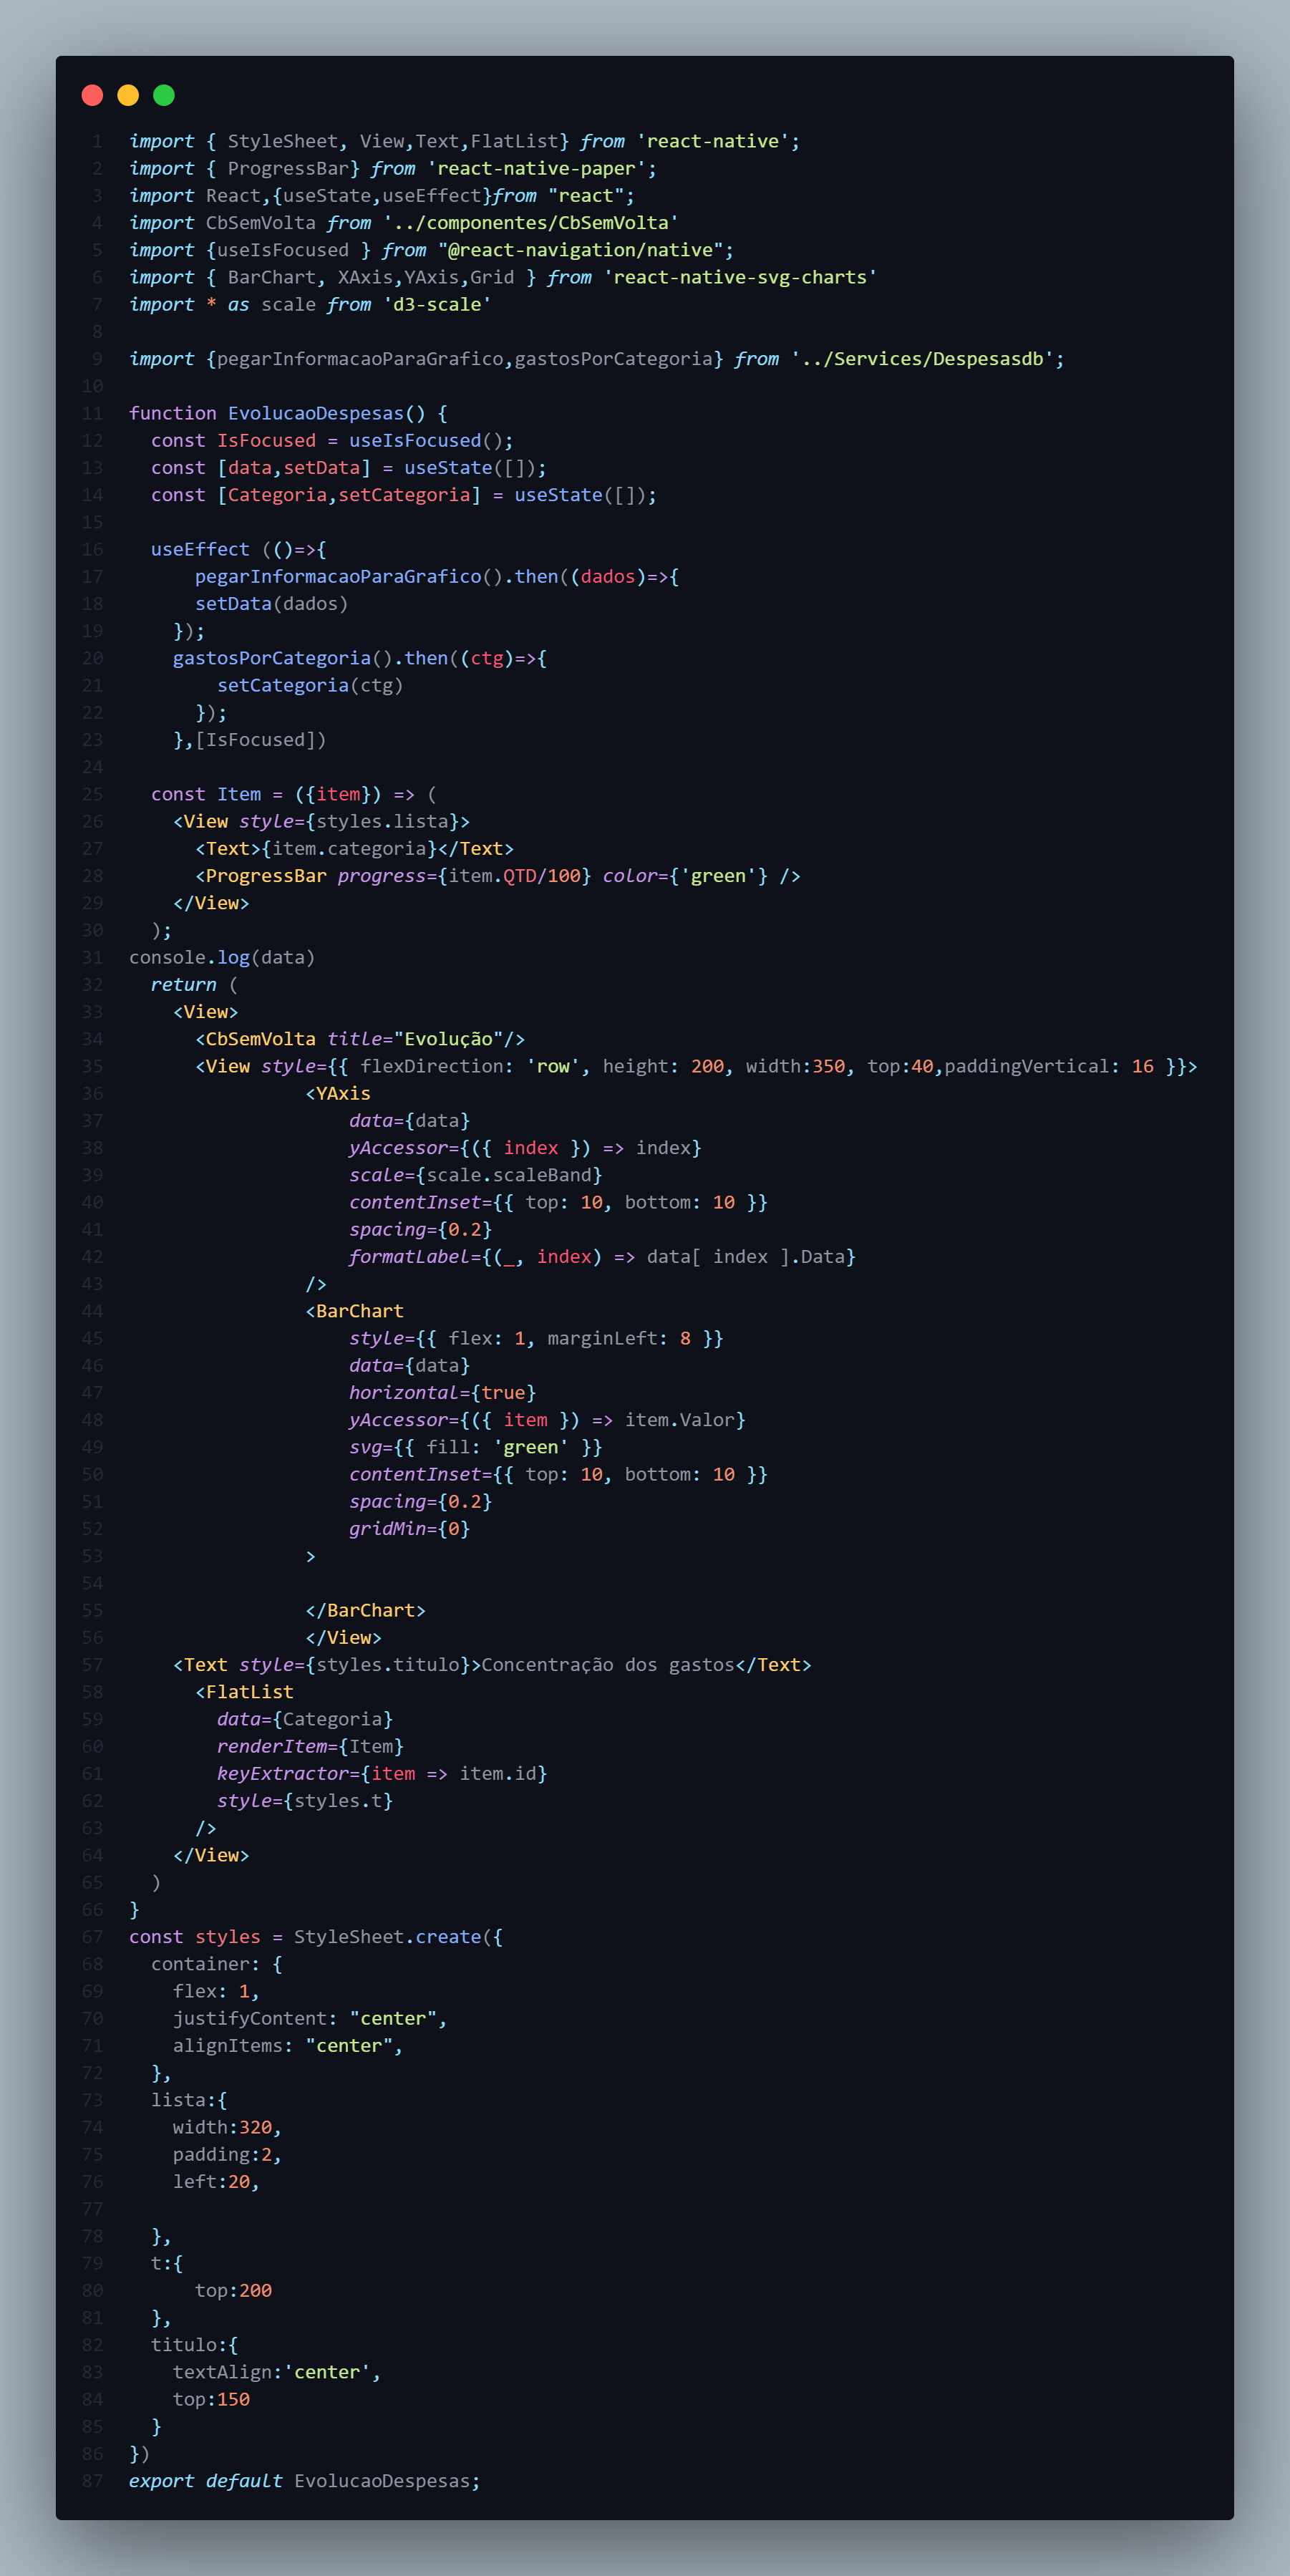 1 import { StyleSheet, View,Text,FlatList} from 'react-native';
2 import { ProgressBar} from 'react-native-paper';
3 import React,{useState,useEffect}from "react";
4 import CbSemVolta from '../componentes/CbSemVolta'
5 import {useIsFocused } from "@react-navigation/native";
6 import { BarChart, XAxis,YAxis,Grid } from 'react-native-svg-charts'
7 import * as scale from 'd3-scale'
8
9 import {pegarInformacaoParaGrafico,gastosPorCategoria} from '../Services/Despesasdb';
10
11 function EvolucaoDespesas() {
12   const IsFocused = useIsFocused();
13   const [data,setData] = useState([]);
14   const [Categoria,setCategoria] = useState([]);
15
16   useEffect (()=>{
17       pegarInformacaoParaGrafico().then((dados)=>{
18       setData(dados)
19     });
20     gastosPorCategoria().then((ctg)=>{
21         setCategoria(ctg)
22       });
23     },[IsFocused])
24
25   const Item = ({item}) => (
26     <View style={styles.lista}>
27       <Text>{item.categoria}</Text>
28       <ProgressBar progress={item.QTD/100} color={'green'} />
29     </View>
30   );
31 console.log(data)
32   return (
33     <View>
34       <CbSemVolta title="Evolução"/>
35       <View style={{ flexDirection: 'row', height: 200, width:350, top:40,paddingVertical: 16 }}>
36                 <YAxis
37                     data={data}
38                     yAccessor={({ index }) => index}
39                     scale={scale.scaleBand}
40                     contentInset={{ top: 10, bottom: 10 }}
41                     spacing={0.2}
42                     formatLabel={(_, index) => data[ index ].Data}
43                 />
44                 <BarChart
45                     style={{ flex: 1, marginLeft: 8 }}
46                     data={data}
47                     horizontal={true}
48                     yAccessor={({ item }) => item.Valor}
49                     svg={{ fill: 'green' }}
50                     contentInset={{ top: 10, bottom: 10 }}
51                     spacing={0.2}
52                     gridMin={0}
53                 >
54
55                 </BarChart>
56                 </View>
57     <Text style={styles.titulo}>Concentração dos gastos</Text>
58       <FlatList
59         data={Categoria}
60         renderItem={Item}
61         keyExtractor={item => item.id}
62         style={styles.t}
63       />
64     </View>
65   )
66 }
67 const styles = StyleSheet.create({
68   container: {
69     flex: 1,
70     justifyContent: "center",
71     alignItems: "center",
72   },
73   lista:{
74     width:320,
75     padding:2,
76     left:20,
77
78   },
79   t:{
80       top:200
81   },
82   titulo:{
83     textAlign:'center',
84     top:150
85   }
86 })
87 export default EvolucaoDespesas;